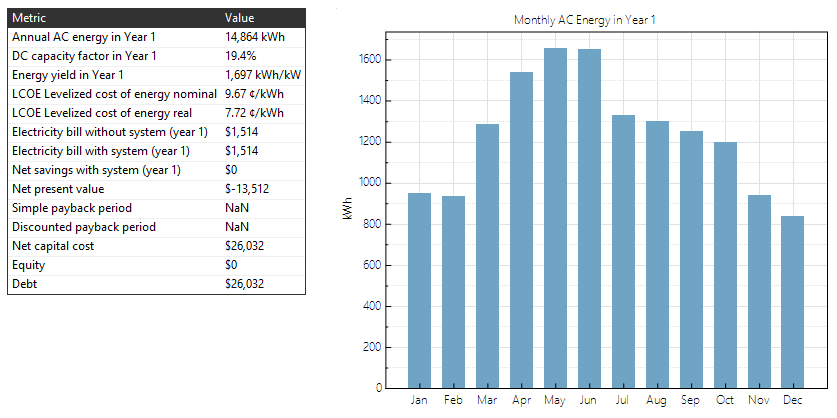 Metric Value
Annual AC energy in Year 1 14,864 kWh
DC capacity factor in Year 1 19.4%
Energy yield in Year 1 1,697 kWh/kW
LCOE Levelized cost of energy nominal 9.67 ¢/kWh
LCOE Levelized cost of energy real 7.72 ¢/kWh
Electricity bill without system (year 1) $1,514
Electricity bill with system (year 1) $1,514
Net savings with system (year 1) $0
Net present value $-13,512
Simple payback period NaN
Discounted payback period NaN
Net capital cost $26,032
Equity $0
Debt $26,032
Monthly AC Energy in Year 1
kWh
1600
1400
1200
1000
800
600
400
200
0
Jan Feb Mar Apr May Jun Jul Aug Sep Oct Nov Dec